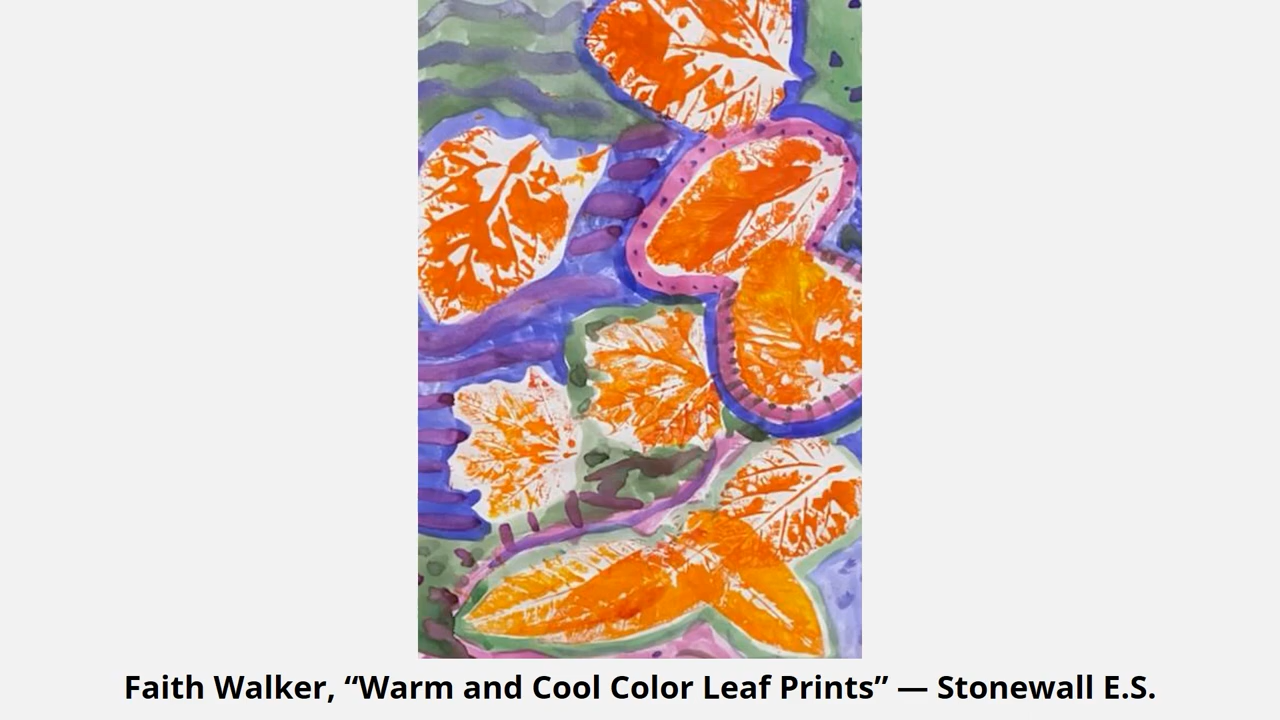 Faith Walker, “Warm and Cool Color Leaf Prints” — Stonewall E.S.